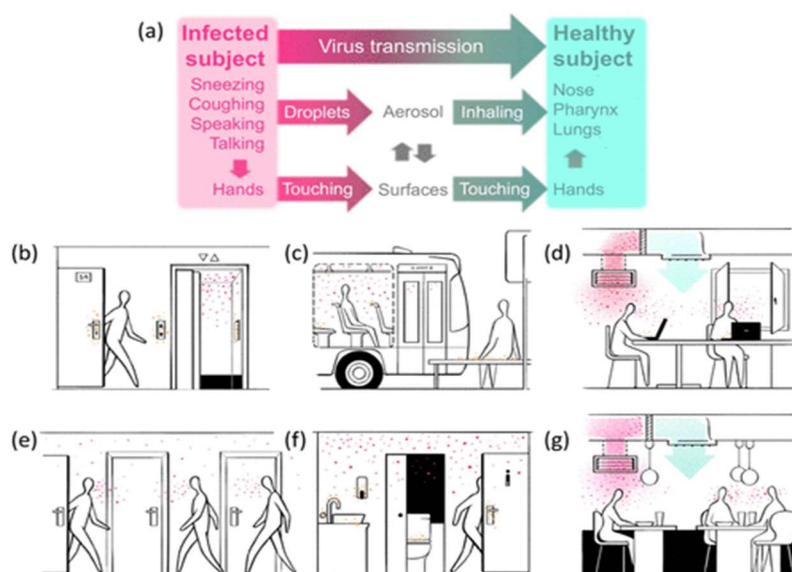 (a)
Infected subject
Virus transmission
Healthy subject
Sneezing
Coughing
Speaking
Talking
Droplets
Aerosol
Inhaling
Nose
Pharynx
Lungs
Hands
Touching
Surfaces
Touching
Hands
(b)
(c)
(d)
(e)
(f)
(g)